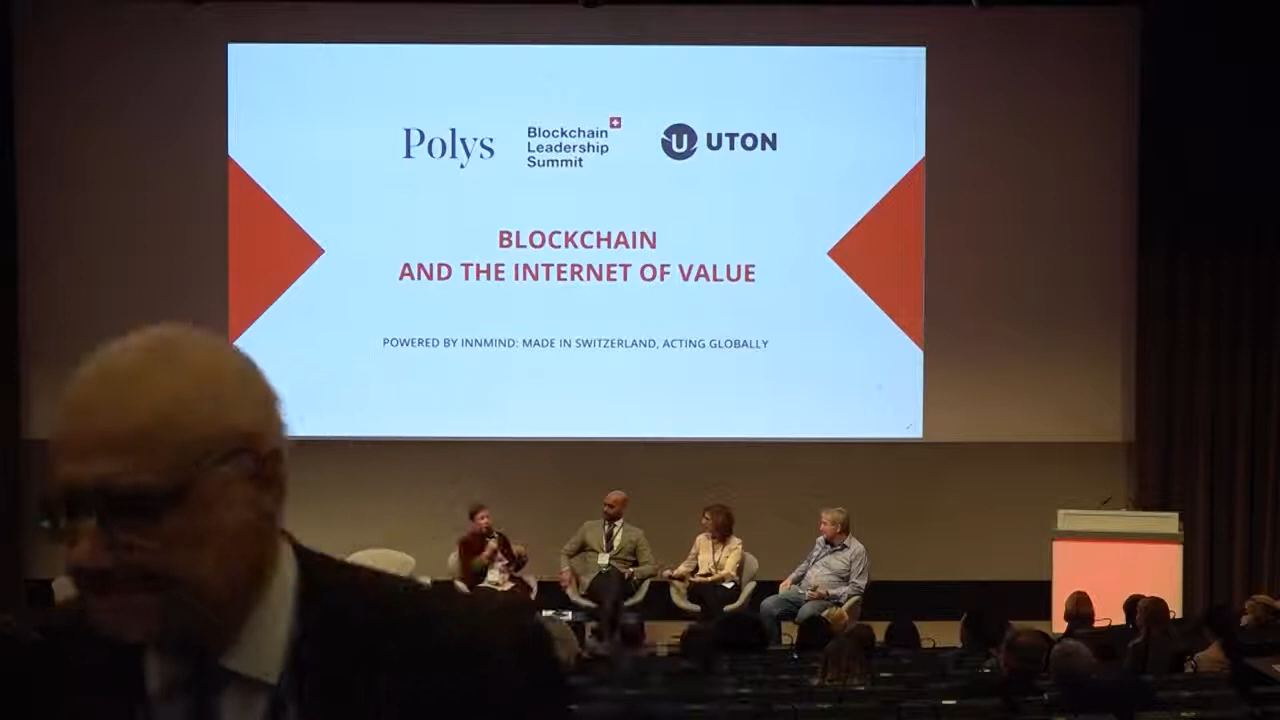 Polys
Blockchain
Leadership
Summit
U UTON
BLOCKCHAIN
AND THE INTERNET OF VALUE
POWERED BY INNMIND: MADE IN SWITZERLAND, ACTING GLOBALLY